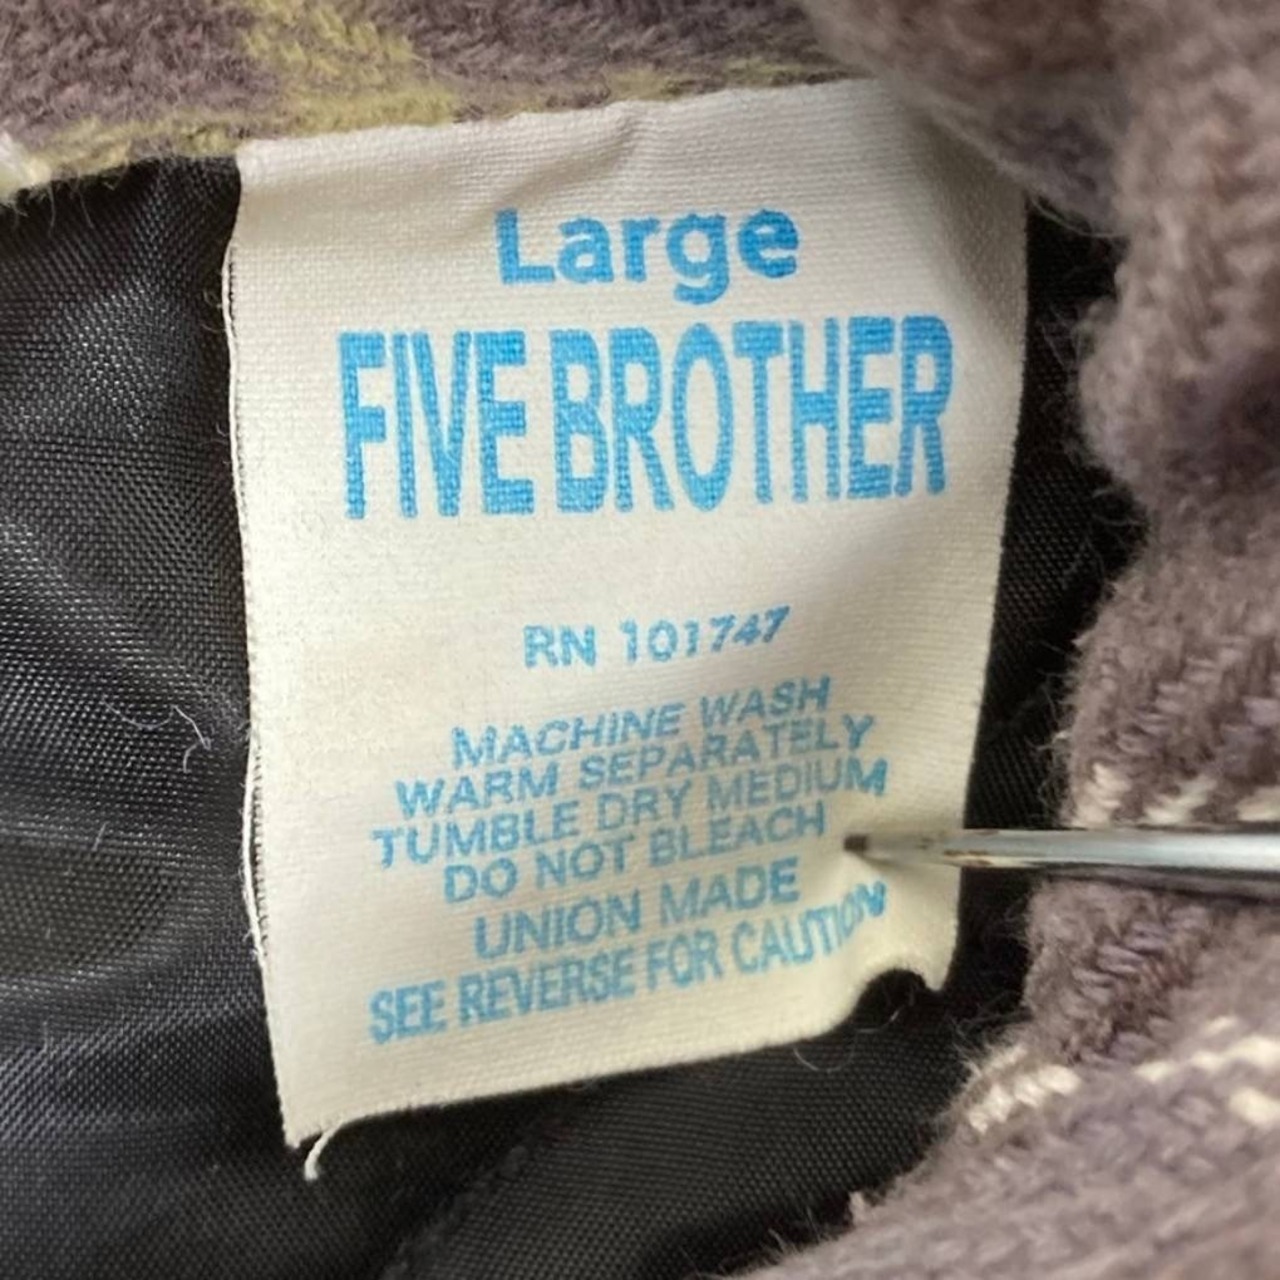 Large
FIVE BROTHER
RN 101747
MACHINE WASH
WARM SEPARATELY
TUMBLE DRY MEDIUM
DO NOT BLEACH
UNION MADE
SEE REVERSE FOR CAUTION